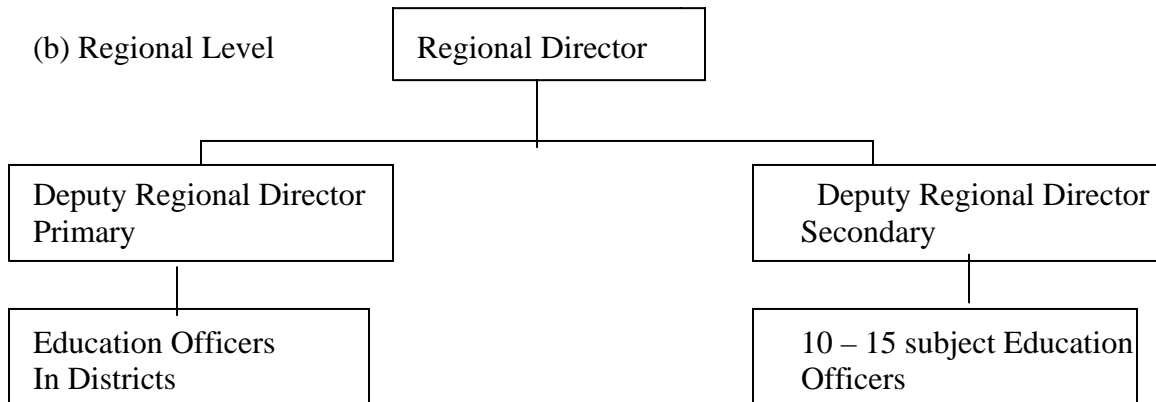 (b) Regional Level
Regional Director
Deputy Regional Director
Primary
Deputy Regional Director
Secondary
Education Officers
In Districts
10 – 15 subject Education
Officers